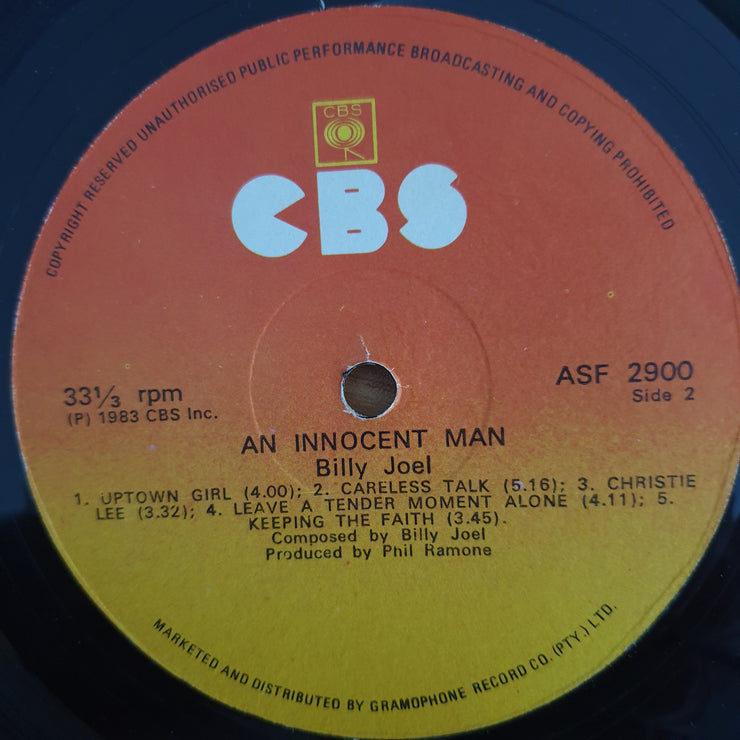 COPYRIGHT RESERVED UNAUTHORISED PUBLIC PERFORMANCE BROADCASTING AND COPYING PROHIBITED
CBS
CBS
33⅓ rpm
(P) 1983 CBS Inc.
ASF 2900
Side 2
AN INNOCENT MAN
Billy Joel
1. UPTOWN GIRL (4.00); 2. CARELESS TALK (5.16); 3. CHRISTIE
LEE (3.32); 4. LEAVE A TENDER MOMENT ALONE (4.11); 5.
KEEPING THE FAITH (3.45).
Composed by Billy Joel
Produced by Phil Ramone
MARKETED AND DISTRIBUTED BY GRAMOPHONE RECORD CO. (PTY.) LTD.